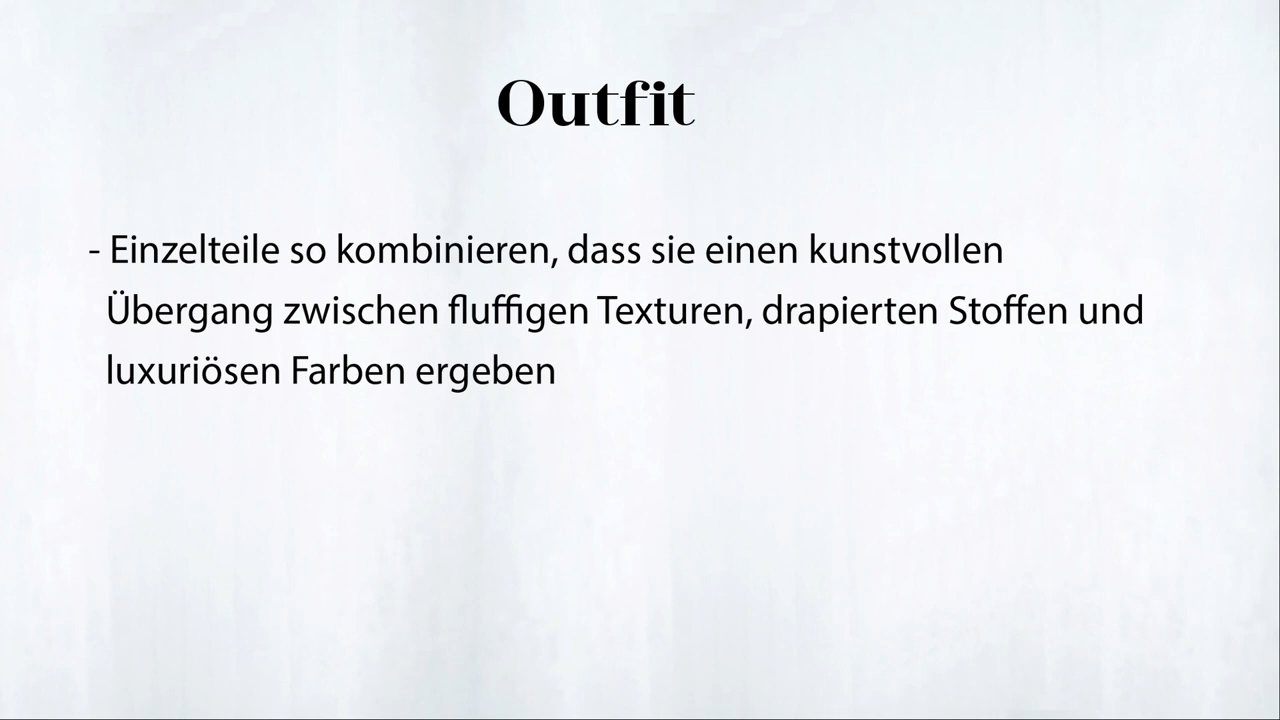 Outfit
- Einzelteile so kombinieren, dass sie einen kunstvollen
Übergang zwischen fluffigen Texturen, drapierten Stoffen und
luxuriösen Farben ergeben